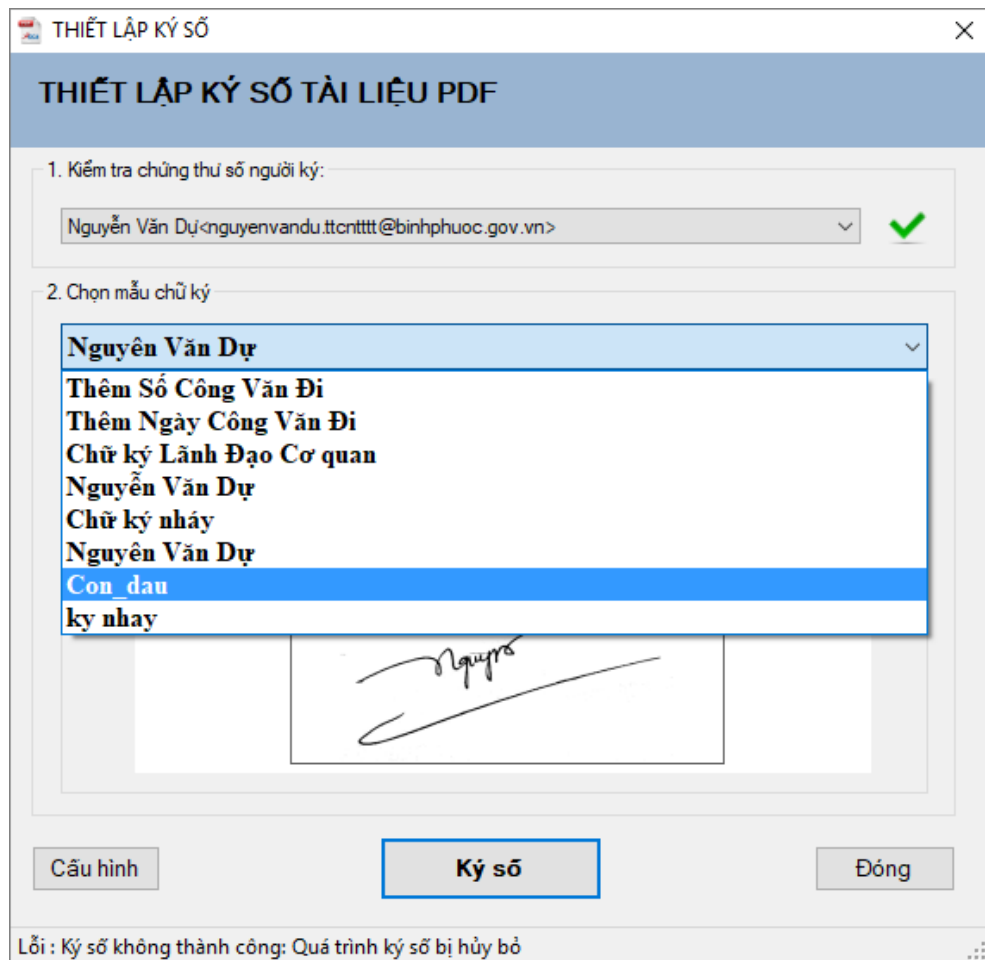 THIẾT LẬP KÝ SỐ
THIẾT LẬP KÝ SỐ TÀI LIỆU PDF
1. Kiểm tra chứng thư số người ký:
Nguyễn Văn Dự<nguyenvandu.ttcntttt@binhphuoc.gov.vn>
2. Chọn mẫu chữ ký
Nguyên Văn Dự
Thêm Số Công Văn Đi
Thêm Ngày Công Văn Đi
Chữ ký Lãnh Đạo Cơ quan
Nguyễn Văn Dự
Chữ ký nháy
Nguyên Văn Dự
Con_dau
ky nhay
Cấu hình
Ký số
Đóng
Lỗi : Ký số không thành công: Quá trình ký số bị hủy bỏ